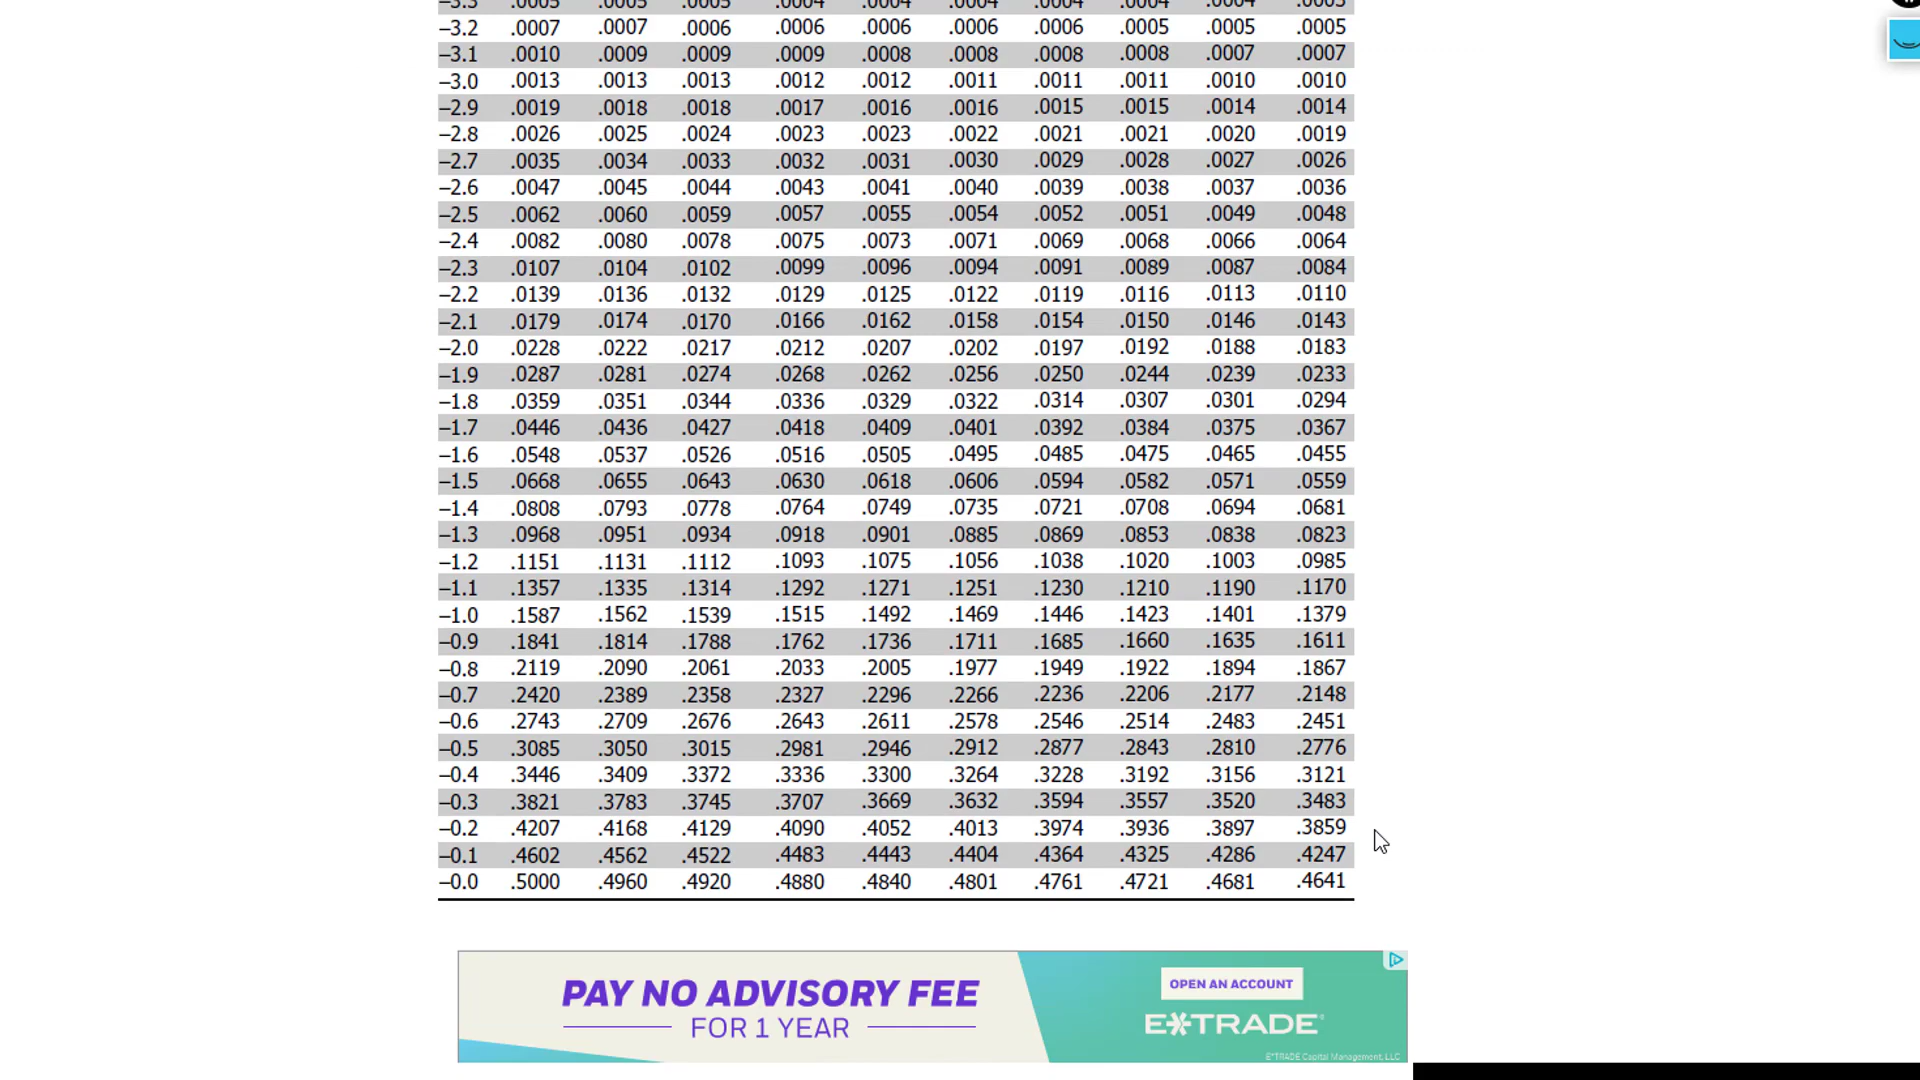 –3.3 .0005 .0005 .0005 .0004 .0004 .0004 .0004 .0004 .0004 .0003
–3.2 .0007 .0007 .0006 .0006 .0006 .0006 .0006 .0005 .0005 .0005
–3.1 .0010 .0009 .0009 .0009 .0008 .0008 .0008 .0008 .0007 .0007
–3.0 .0013 .0013 .0013 .0012 .0012 .0011 .0011 .0011 .0010 .0010
–2.9 .0019 .0018 .0018 .0017 .0016 .0016 .0015 .0015 .0014 .0014
–2.8 .0026 .0025 .0024 .0023 .0023 .0022 .0021 .0021 .0020 .0019
–2.7 .0035 .0034 .0033 .0032 .0031 .0030 .0029 .0028 .0027 .0026
–2.6 .0047 .0045 .0044 .0043 .0041 .0040 .0039 .0038 .0037 .0036
–2.5 .0062 .0060 .0059 .0057 .0055 .0054 .0052 .0051 .0049 .0048
–2.4 .0082 .0080 .0078 .0075 .0073 .0071 .0069 .0068 .0066 .0064
–2.3 .0107 .0104 .0102 .0099 .0096 .0094 .0091 .0089 .0087 .0084
–2.2 .0139 .0136 .0132 .0129 .0125 .0122 .0119 .0116 .0113 .0110
–2.1 .0179 .0174 .0170 .0166 .0162 .0158 .0154 .0150 .0146 .0143
–2.0 .0228 .0222 .0217 .0212 .0207 .0202 .0197 .0192 .0188 .0183
–1.9 .0287 .0281 .0274 .0268 .0262 .0256 .0250 .0244 .0239 .0233
–1.8 .0359 .0351 .0344 .0336 .0329 .0322 .0314 .0307 .0301 .0294
–1.7 .0446 .0436 .0427 .0418 .0409 .0401 .0392 .0384 .0375 .0367
–1.6 .0548 .0537 .0526 .0516 .0505 .0495 .0485 .0475 .0465 .0455
–1.5 .0668 .0655 .0643 .0630 .0618 .0606 .0594 .0582 .0571 .0559
–1.4 .0808 .0793 .0778 .0764 .0749 .0735 .0721 .0708 .0694 .0681
–1.3 .0968 .0951 .0934 .0918 .0901 .0885 .0869 .0853 .0838 .0823
–1.2 .1151 .1131 .1112 .1093 .1075 .1056 .1038 .1020 .1003 .0985
–1.1 .1357 .1335 .1314 .1292 .1271 .1251 .1230 .1210 .1190 .1170
–1.0 .1587 .1562 .1539 .1515 .1492 .1469 .1446 .1423 .1401 .1379
–0.9 .1841 .1814 .1788 .1762 .1736 .1711 .1685 .1660 .1635 .1611
–0.8 .2119 .2090 .2061 .2033 .2005 .1977 .1949 .1922 .1894 .1867
–0.7 .2420 .2389 .2358 .2327 .2296 .2266 .2236 .2206 .2177 .2148
–0.6 .2743 .2709 .2676 .2643 .2611 .2578 .2546 .2514 .2483 .2451
–0.5 .3085 .3050 .3015 .2981 .2946 .2912 .2877 .2843 .2810 .2776
–0.4 .3446 .3409 .3372 .3336 .3300 .3264 .3228 .3192 .3156 .3121
–0.3 .3821 .3783 .3745 .3707 .3669 .3632 .3594 .3557 .3520 .3483
–0.2 .4207 .4168 .4129 .4090 .4052 .4013 .3974 .3936 .3897 .3859
–0.1 .4602 .4562 .4522 .4483 .4443 .4404 .4364 .4325 .4286 .4247
–0.0 .5000 .4960 .4920 .4880 .4840 .4801 .4761 .4721 .4681 .4641
PAY NO ADVISORY FEE
FOR 1 YEAR
OPEN AN ACCOUNT
E*TRADE
E*TRADE Capital Management, LLC